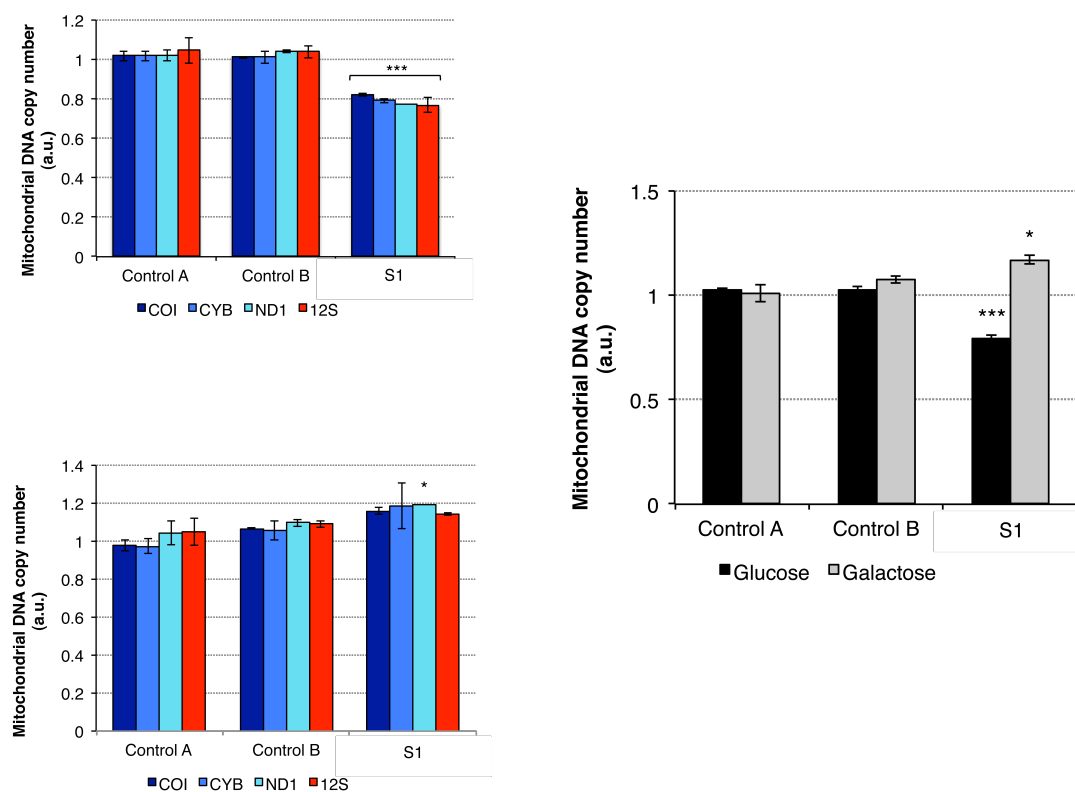 Mitochondrial DNA copy number
(a.u.)
1.2
1
0.8
0.6
0.4
0.2
0
***
Control A
Control B
S1
COI CYB ND1 12S
Mitochondrial DNA copy number
(a.u.)
1.4
1.2
1
0.8
0.6
0.4
0.2
0
*
Control A
Control B
S1
COI CYB ND1 12S
Mitochondrial DNA copy number
(a.u.)
1.5
1
0.5
0
***
*
Control A
Control B
S1
Glucose Galactose